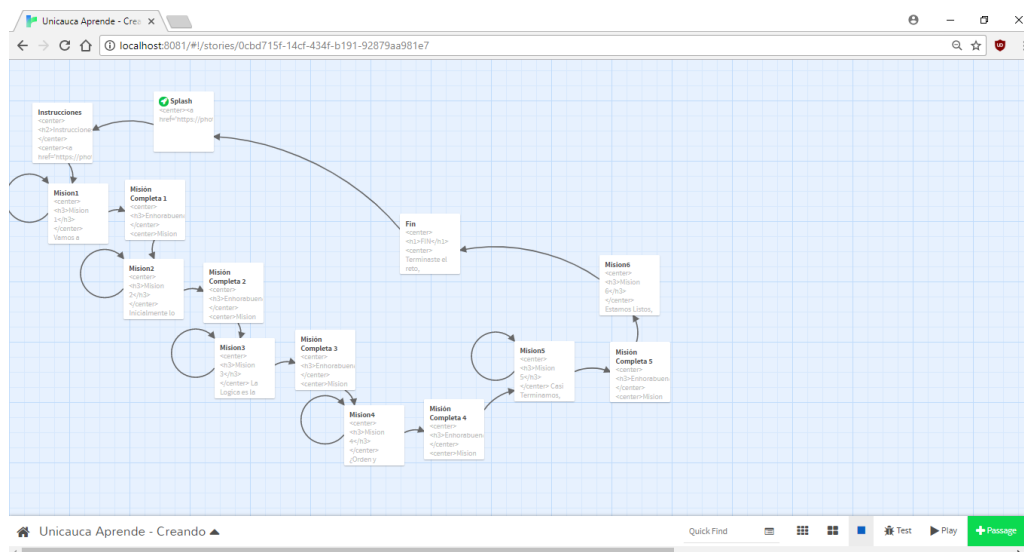 Unicauca Aprende - Crea
localhost:8081/#!/stories/0cbd715f-14cf-434f-b191-92879aa981e7
Splash
<center><a
Instrucciones
<center>
<h2>Instruccione
</center>
<center><a
href="https://pho
Mision1
<center>
<h3>Mision
1</h3>
</center>
Vamos a
Misión
Completa 1
<center>
<h3>Enhorabuen
</center>
<center>Mision
Mision2
<center>
<h3>Mision
2</h3>
</center>
Inicialmente lo
Misión
Completa 2
<center>
<h3>Enhorabuen
</center>
<center>Mision
Mision3
<center>
<h3>Mision
3</h3>
</center> La
Logica es la
Misión
Completa 3
<center>
<h3>Enhorabuen
</center>
<center>Mision
Mision4
<center>
<h3>Mision
4</h3>
</center>
¿Orden y
Misión
Completa 4
<center>
<h3>Enhorabuen
</center>
<center>Mision
Mision5
<center>
<h3>Mision
5</h3>
</center> Casi
Terminamos,
Misión
Completa 5
<center>
<h3>Enhorabuen
</center>
<center>Mision
Mision6
<center>
<h3>Mision
6</h3>
</center>
Estamos Listos,
Fin
<center>
<h1>FIN</h1>
<center>
Terminaste el
reto,
Unicauca Aprende - Creando
Quick Find
Test
Play
+Passage